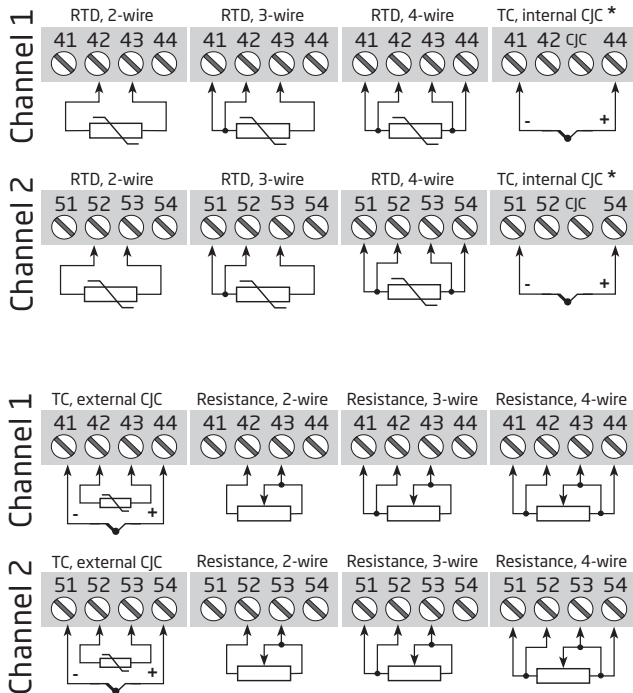 Channel 1
RTD, 2-wire RTD, 3-wire RTD, 4-wire TC, internal CJC *
41 42 43 44 41 42 43 44 41 42 43 44 41 42 CJC 44
- +
Channel 2
RTD, 2-wire RTD, 3-wire RTD, 4-wire TC, internal CJC *
51 52 53 54 51 52 53 54 51 52 53 54 51 52 CJC 54
- +
Channel 1
TC, external CJC Resistance, 2-wire Resistance, 3-wire Resistance, 4-wire
41 42 43 44 41 42 43 44 41 42 43 44 41 42 43 44
- +
Channel 2
TC, external CJC Resistance, 2-wire Resistance, 3-wire Resistance, 4-wire
51 52 53 54 51 52 53 54 51 52 53 54 51 52 53 54
- +